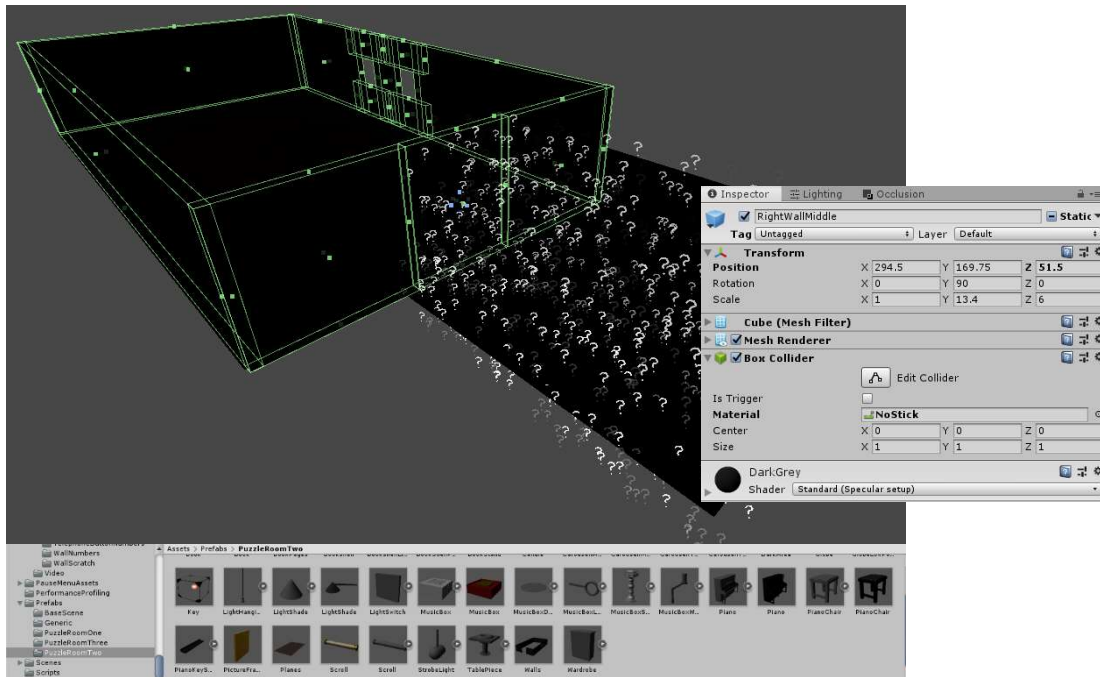 Inspector Lighting Occlusion
RightWallMiddle Static
Tag Untagged Layer Default
Transform
Position X 294.5 Y 169.75 Z 51.5
Rotation X 0 Y 90 Z 0
Scale X 1 Y 13.4 Z 6
Cube (Mesh Filter)
Mesh Renderer
Box Collider
Edit Collider
Is Trigger
Material NoStick
Center X 0 Y 0 Z 0
Size X 1 Y 1 Z 1
DarkGrey
Shader Standard (Specular setup)
WallNumbers
WallScratch
Video
PauseMenuAssets
PerformanceProfiling
Prefabs
BaseScene
Generic
PuzzleRoomOne
PuzzleRoomThree
PuzzleRoomTwo
Scenes
Scripts
Assets > Prefabs > PuzzleRoomTwo
Key LightHangi... LightShade LightShade LightSwitch MusicBox MusicBox MusicBoxD... MusicBoxL... MusicBoxS... MusicBoxW... Piano Piano PianoChair PianoChair
PianoKeyS... PictureFra... Planes Scroll Scroll StrobeLight TablePiece Walls Wardrobe